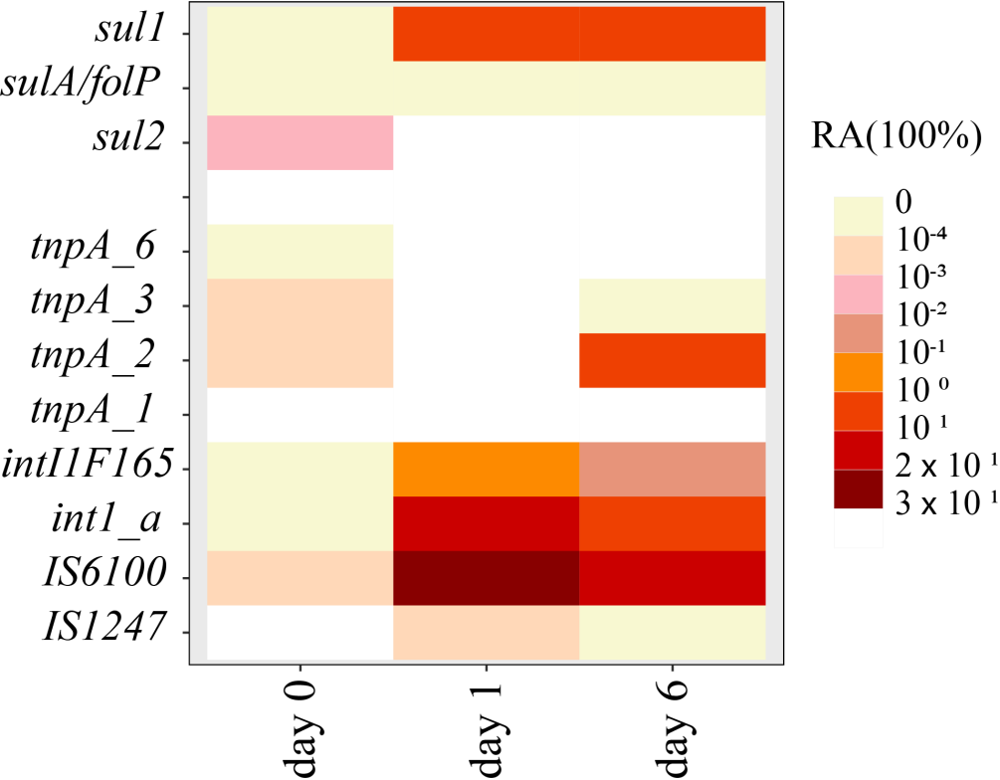 sul1
sulA/folP
sul2
tnpA_6
tnpA_3
tnpA_2
tnpA_1
intI1F165
int1_a
IS6100
IS1247
day 0
day 1
day 6
RA(100%)
0
10⁻⁴
10⁻³
10⁻²
10⁻¹
10 ⁰
10 ¹
2 x 10 ¹
3 x 10 ¹